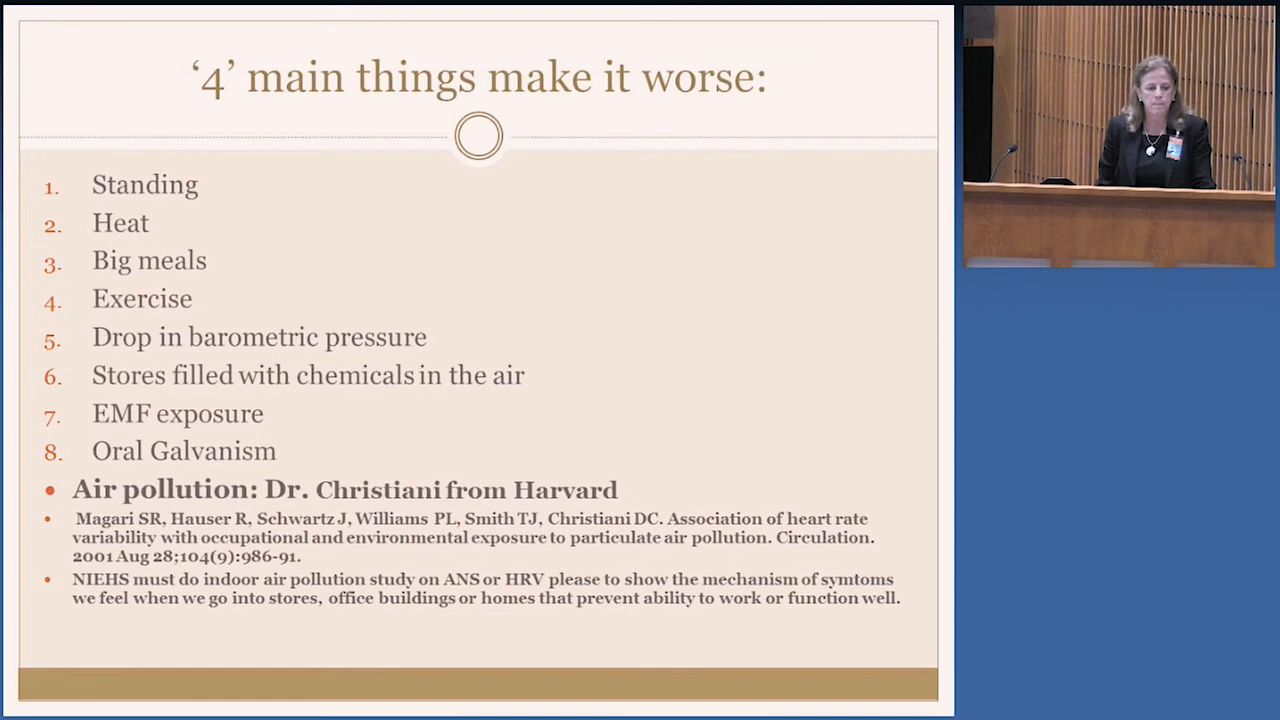 ‘4’ main things make it worse:
1. Standing
2. Heat
3. Big meals
4. Exercise
5. Drop in barometric pressure
6. Stores filled with chemicals in the air
7. EMF exposure
8. Oral Galvanism
• Air pollution: Dr. Christiani from Harvard
• Magari SR, Hauser R, Schwartz J, Williams PL, Smith TJ, Christiani DC. Association of heart rate
variability with occupational and environmental exposure to particulate air pollution. Circulation.
2001 Aug 28;104(9):986-91.
• NIEHS must do indoor air pollution study on ANS or HRV please to show the mechanism of symtoms
we feel when we go into stores, office buildings or homes that prevent ability to work or function well.